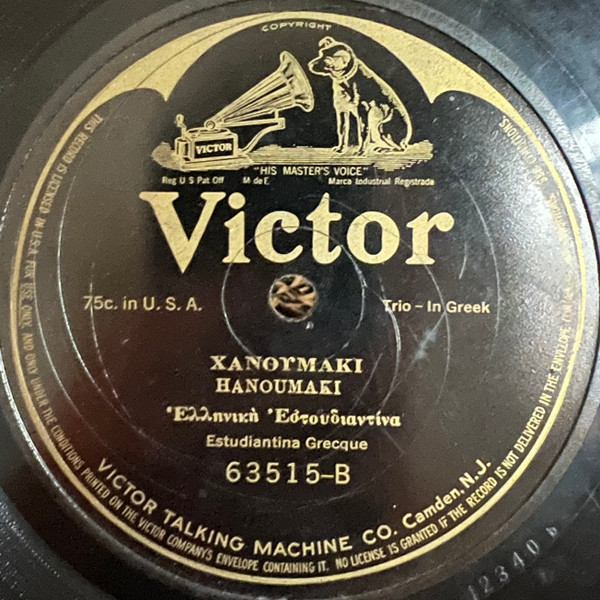 COPYRIGHT
VICTOR
"HIS MASTER'S VOICE"
Reg U S Pat Off M de F. Marca Industrial Registrada
Victor
75c. in U. S. A. Trio – In Greek
ΧΑΝΟΥΜΑΚΙ
HANOUMAKI
Ἑλληνικὴ Ἐστουδιαντίνα
Estudiantina Grecque
63515-B
VICTOR TALKING MACHINE CO. Camden, N.J.
THIS RECORD IS LICENSED IN U.S.A. FOR USE ONLY, AND ONLY UNDER THE CONDITIONS PRINTED ON THE VICTOR COMPANY'S ENVELOPE CONTAINING IT. NO LICENSE IS GRANTED IF THE RECORD IS NOT DELIVERED IN THE ENVELOPE